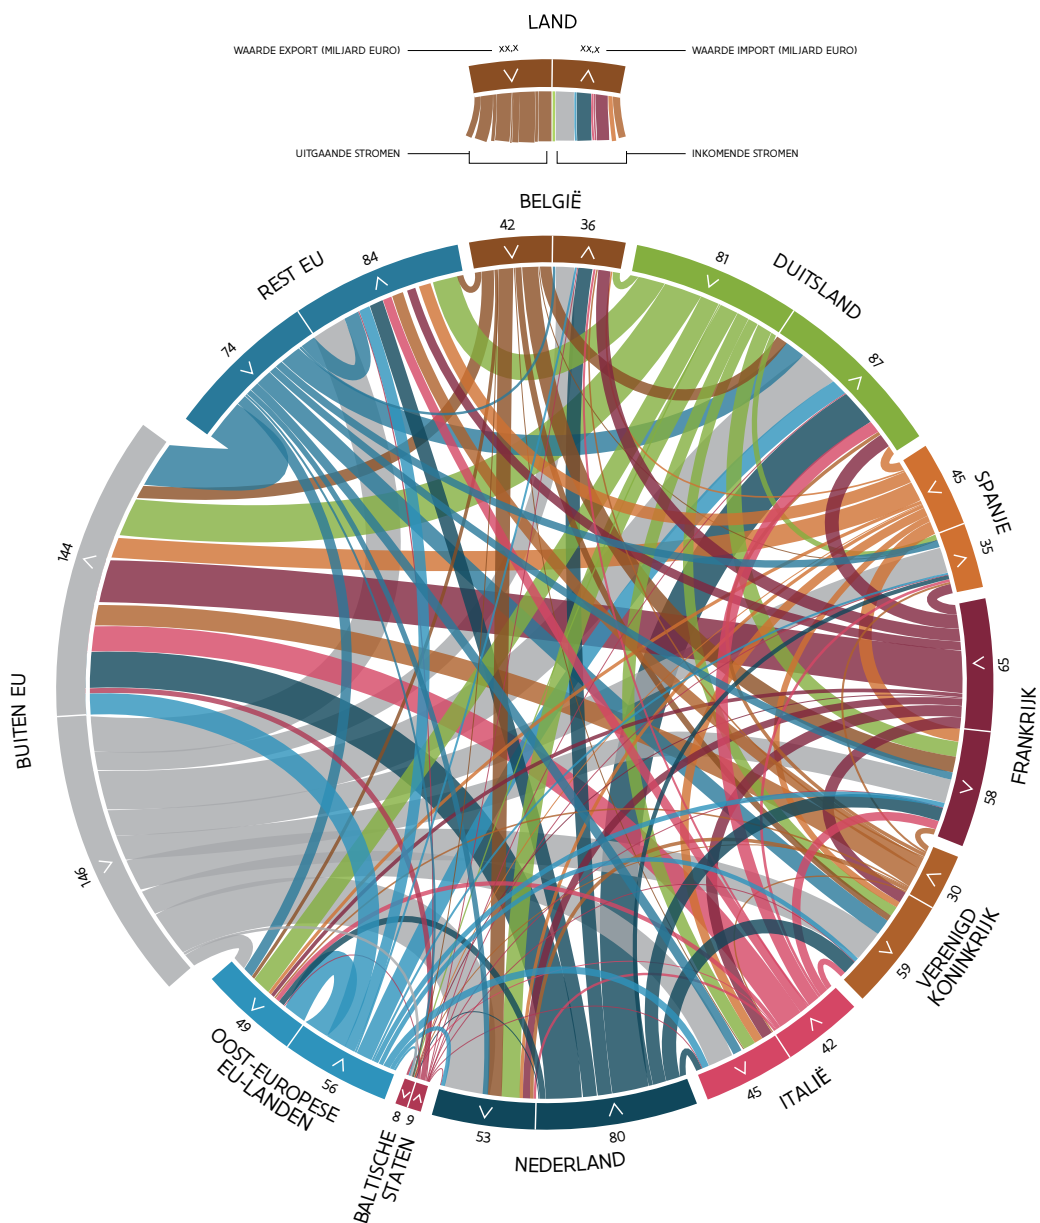 LAND
WAARDE EXPORT (MILJARD EURO)
xx,x
xx,x
WAARDE IMPORT (MILJARD EURO)
UITGAANDE STROMEN
INKOMENDE STROMEN
BELGIË
42
36
DUITSLAND
81
87
SPANJE
45
35
FRANKRIJK
65
58
VERENIGD
KONINKRIJK
30
59
ITALIË
42
45
NEDERLAND
80
53
BALTISCHE
STATEN
9
8
OOST-EUROPESE
EU-LANDEN
56
49
BUITEN EU
146
144
REST EU
74
84